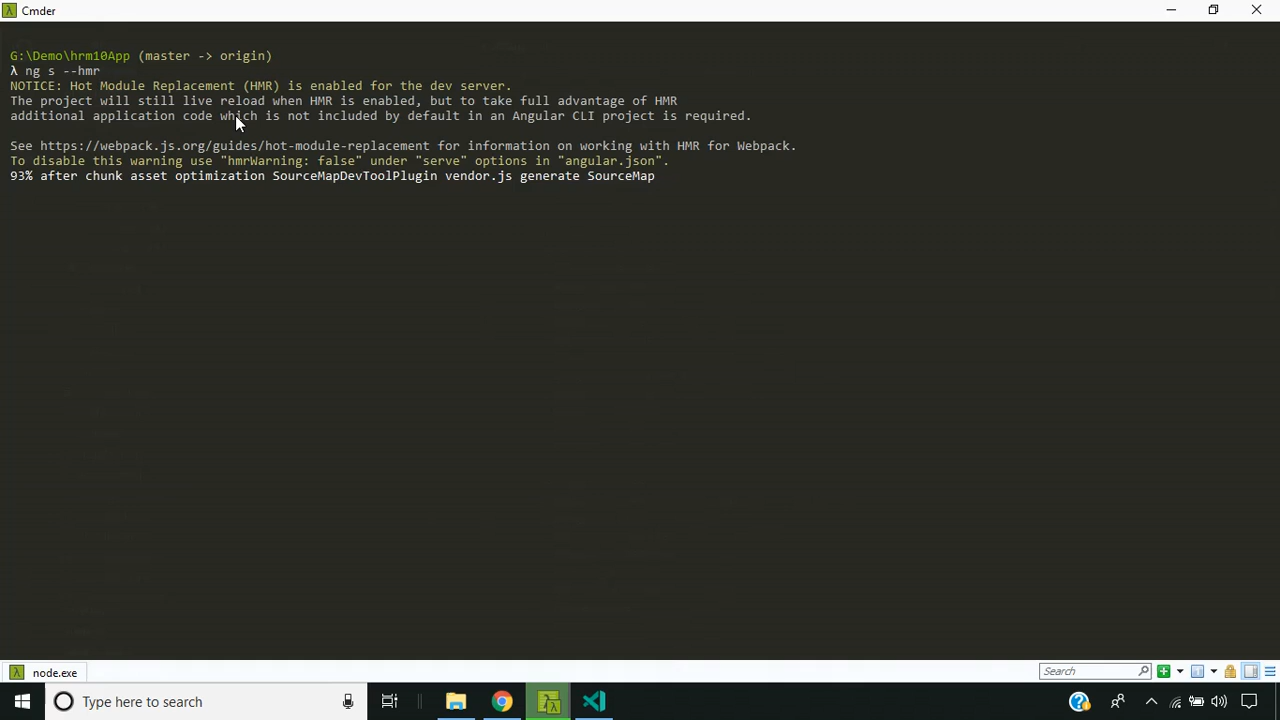 Cmder
G:\Demo\hrm10App (master -> origin)
λ ng s --hmr
NOTICE: Hot Module Replacement (HMR) is enabled for the dev server.
The project will still live reload when HMR is enabled, but to take full advantage of HMR
additional application code which is not included by default in an Angular CLI project is required.
See https://webpack.js.org/guides/hot-module-replacement for information on working with HMR for Webpack.
To disable this warning use "hmrWarning: false" under "serve" options in "angular.json".
93% after chunk asset optimization SourceMapDevToolPlugin vendor.js generate SourceMap
node.exe
Search
Type here to search